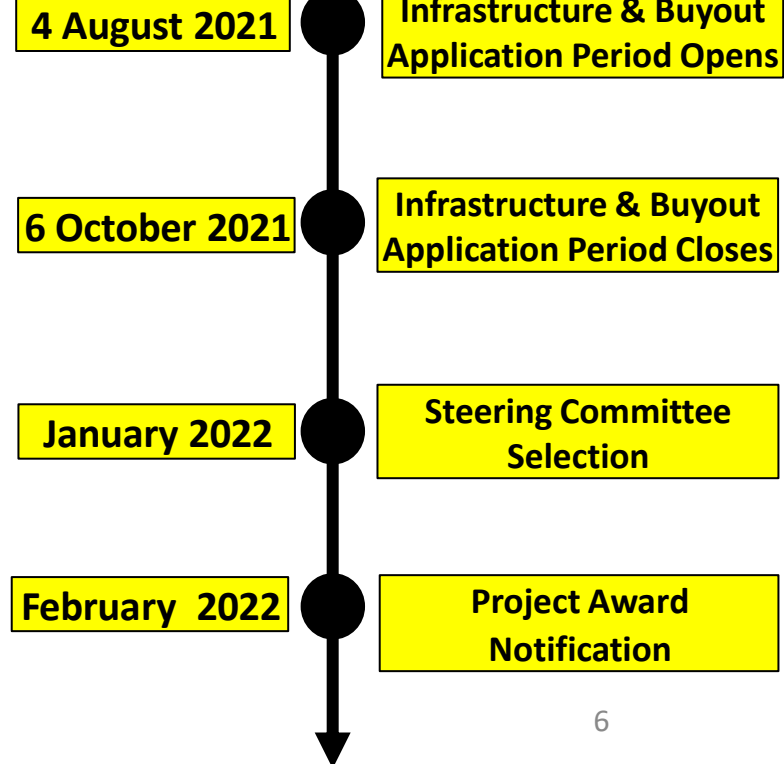 4 August 2021
Infrastructure & Buyout
Application Period Opens
6 October 2021
Infrastructure & Buyout
Application Period Closes
January 2022
Steering Committee
Selection
February  2022
Project Award
Notification
6